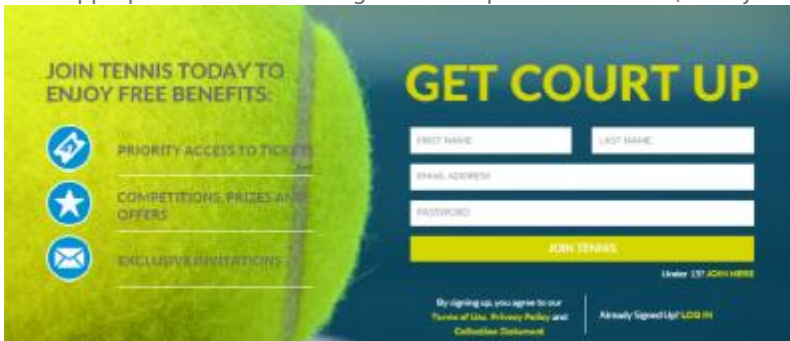 JOIN TENNIS TODAY TO
ENJOY FREE BENEFITS:
PRIORITY ACCESS TO TICKETS
COMPETITIONS, PRIZES AND
OFFERS
EXCLUSIVE INVITATIONS
GET COURT UP
FIRST NAME
LAST NAME
EMAIL ADDRESS
PASSWORD
JOIN TENNIS
Under 15? JOIN HERE
By signing up, you agree to our
Terms of Use, Privacy Policy and
Collection Statement
Already Signed Up? LOG IN